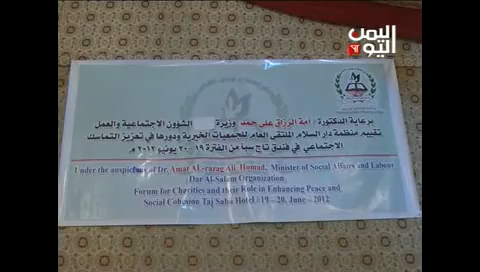 اليمن
اليوم
برعاية الدكتورة / أمة الرزاق علي حمد وزيرة الشؤون الاجتماعية والعمل
تقييم منظمة دار السلام الملتقى العام للجمعيات الخيرية ودورها في تعزيز التماسك
الاجتماعي في فندق تاج سبأ من الفترة ١٩ - ٢٠ يونيو ٢٠١٢م
Under the auspices of Dr. Amat AL-razag Ali Homad, Minister of Social Affairs and Labour
Dar Al-Salam Organization
Forum for Charities and their Role in Enhancing Peace and
Social Cohesion Taj Saba Hotel / 19 - 20, June - 2012